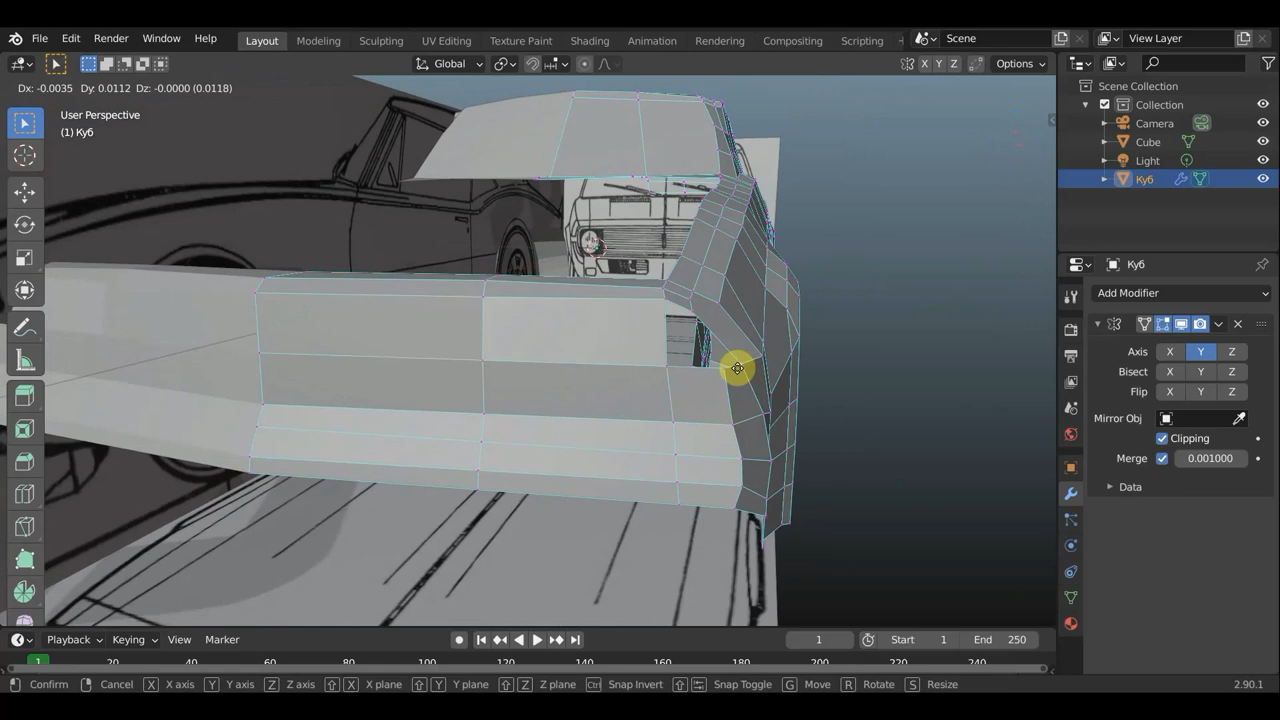 File Edit Render Window Help
Layout Modeling Sculpting UV Editing Texture Paint Shading Animation Rendering Compositing Scripting
Scene View Layer
Global X Y Z Options
Dx: -0.0035 Dy: 0.0112 Dz: -0.0000 (0.0118)
User Perspective
(1) Куб
Scene Collection
Collection
Camera
Cube
Light
Куб
Куб
Add Modifier
Axis X Y Z
Bisect X Y Z
Flip X Y Z
Mirror Obj
Clipping
Merge 0.001000
Data
Playback Keying View Marker 1 Start 1 End 250
1 20 40 60 80 100 120 140 160 180 200 220 240
Confirm Cancel X X axis Y Y axis Z Z axis X X plane Y Y plane Z Z plane Ctrl Snap Invert Snap Toggle G Move R Rotate S Resize 2.90.1